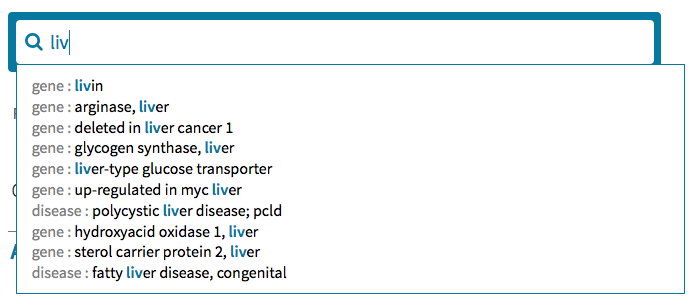 liv
gene : livin
gene : arginase, liver
gene : deleted in liver cancer 1
gene : glycogen synthase, liver
gene : liver-type glucose transporter
gene : up-regulated in myc liver
disease : polycystic liver disease; pcld
gene : hydroxyacid oxidase 1, liver
gene : sterol carrier protein 2, liver
disease : fatty liver disease, congenital